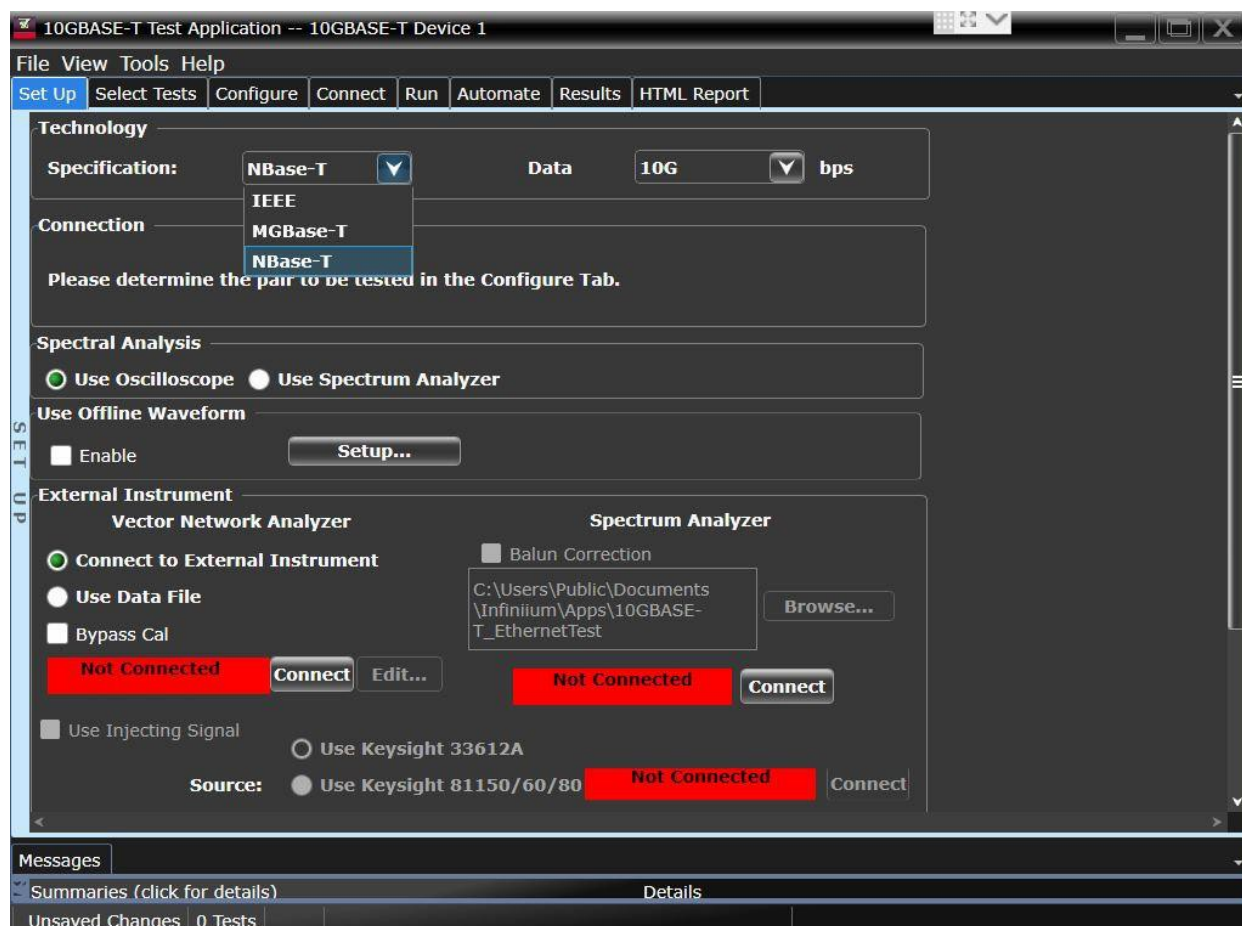 10GBASE-T Test Application -- 10GBASE-T Device 1
File View Tools Help
Set Up Select Tests Configure Connect Run Automate Results HTML Report
Technology
Specification: NBase-T Data 10G bps
IEEE
MGBase-T
NBase-T
Connection
Please determine the pair to be tested in the Configure Tab.
Spectral Analysis
Use Oscilloscope Use Spectrum Analyzer
Use Offline Waveform
Enable Setup...
SET UP
External Instrument
Vector Network Analyzer Spectrum Analyzer
Connect to External Instrument Balun Correction
Use Data File C:\Users\Public\Documents
\Infiniium\Apps\10GBASE- Browse...
Bypass Cal T_EthernetTest
Not Connected Connect Edit... Not Connected Connect
Use Injecting Signal
Use Keysight 33612A
Source: Use Keysight 81150/60/80 Not Connected Connect
Messages
Summaries (click for details) Details
Unsaved Changes 0 Tests